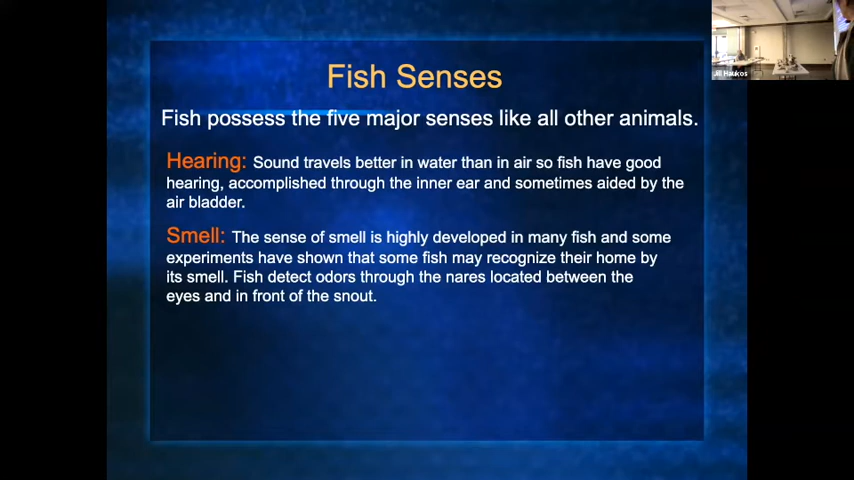 Fish Senses
Fish possess the five major senses like all other animals.
Hearing: Sound travels better in water than in air so fish have good
hearing, accomplished through the inner ear and sometimes aided by the
air bladder.
Smell: The sense of smell is highly developed in many fish and some
experiments have shown that some fish may recognize their home by
its smell. Fish detect odors through the nares located between the
eyes and in front of the snout.
Jill Haukos